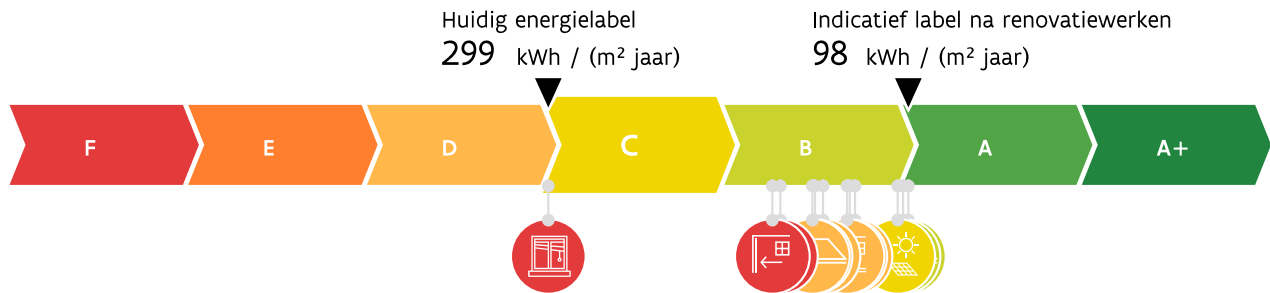 Huidig energielabel
299 kWh / (m² jaar)
Indicatief label na renovatiewerken
98 kWh / (m² jaar)
F
E
D
C
B
A
A+